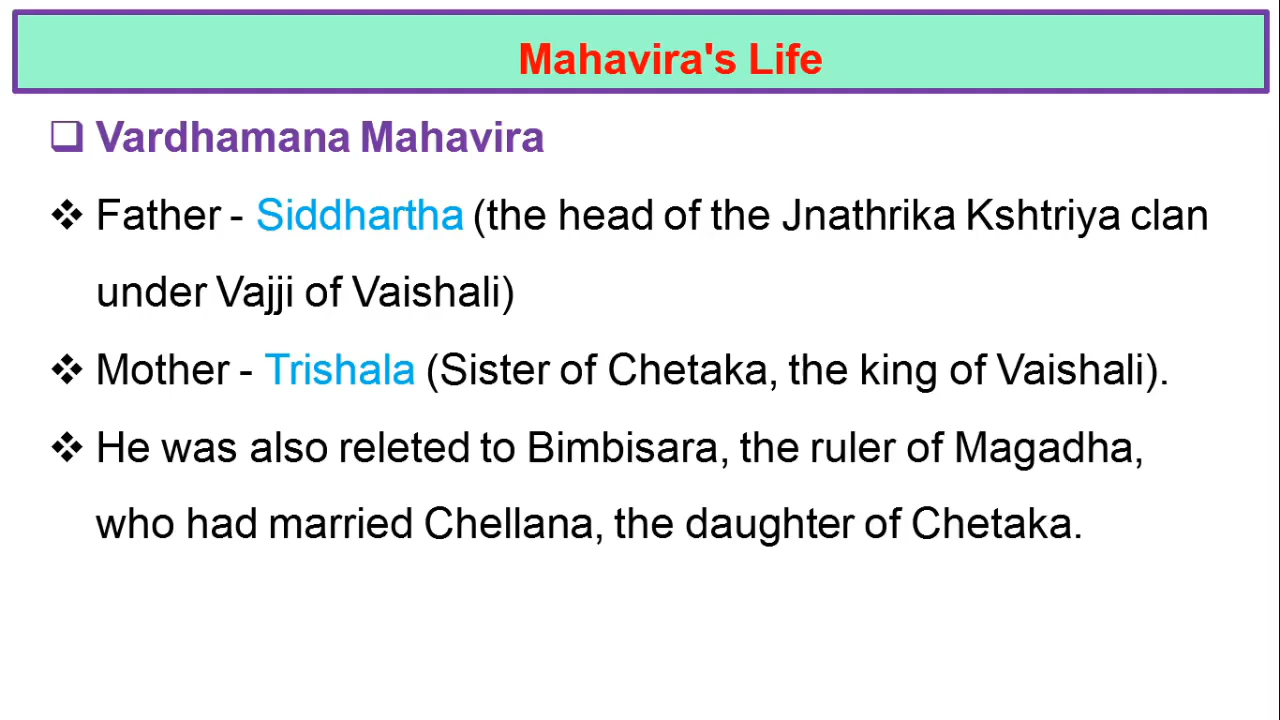 Mahavira's Life
❑ Vardhamana Mahavira
❖ Father - Siddhartha (the head of the Jnathrika Kshtriya clan
under Vajji of Vaishali)
❖ Mother - Trishala (Sister of Chetaka, the king of Vaishali).
❖ He was also releted to Bimbisara, the ruler of Magadha,
who had married Chellana, the daughter of Chetaka.